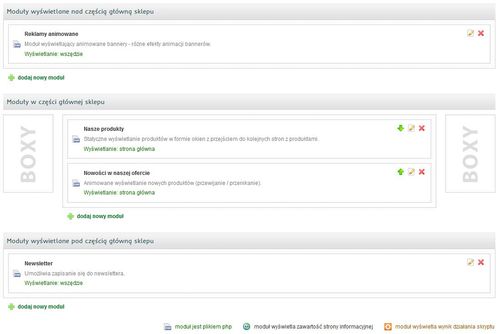 Moduły wyświetlone nad częścią główną sklepu
Reklamy animowane
Moduł wyświetlający animowane bannery - różne efekty animacji bannerów.
Wyświetlanie: wszędzie
dodaj nowy moduł
Moduły w części głównej sklepu
BOXY
Nasze produkty
Statyczne wyświetlanie produktów w formie okien z przejściem do kolejnych stron z produktami.
Wyświetlanie: strona główna
Nowości w naszej ofercie
Animowane wyświetlanie nowych produktów (przewijanie / przenikanie).
Wyświetlanie: strona główna
BOXY
dodaj nowy moduł
Moduły wyświetlone pod częścią główną sklepu
Newsletter
Umożliwia zapisanie się do newslettera.
Wyświetlanie: wszędzie
dodaj nowy moduł
moduł jest plikiem php moduł wyświetla zawartość strony informacyjnej moduł wyświetla wynik działania skryptu